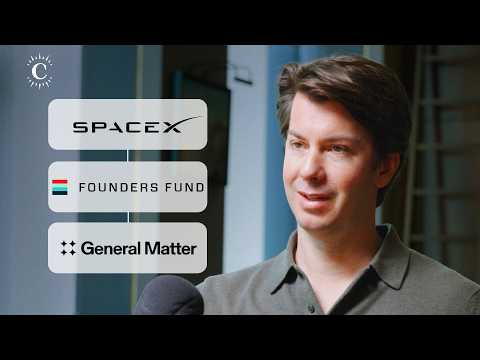 C
SPACEX
FOUNDERS FUND
General Matter